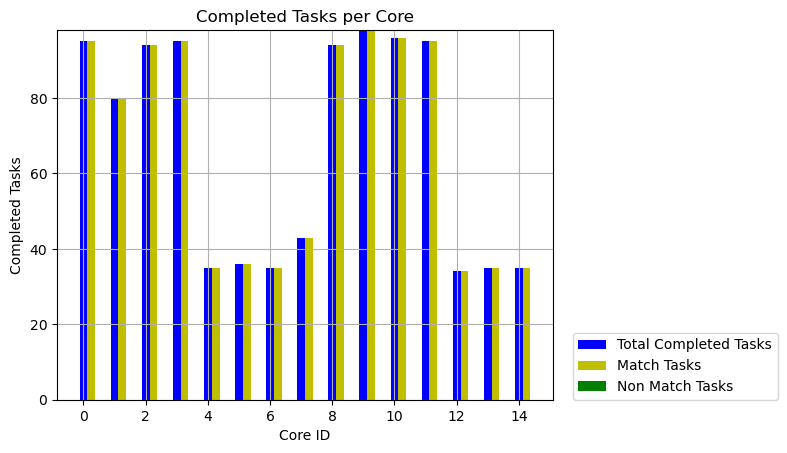 Completed Tasks per Core
Completed Tasks
80
60
40
20
0
0 2 4 6 8 10 12 14
Core ID
Total Completed Tasks
Match Tasks
Non Match Tasks